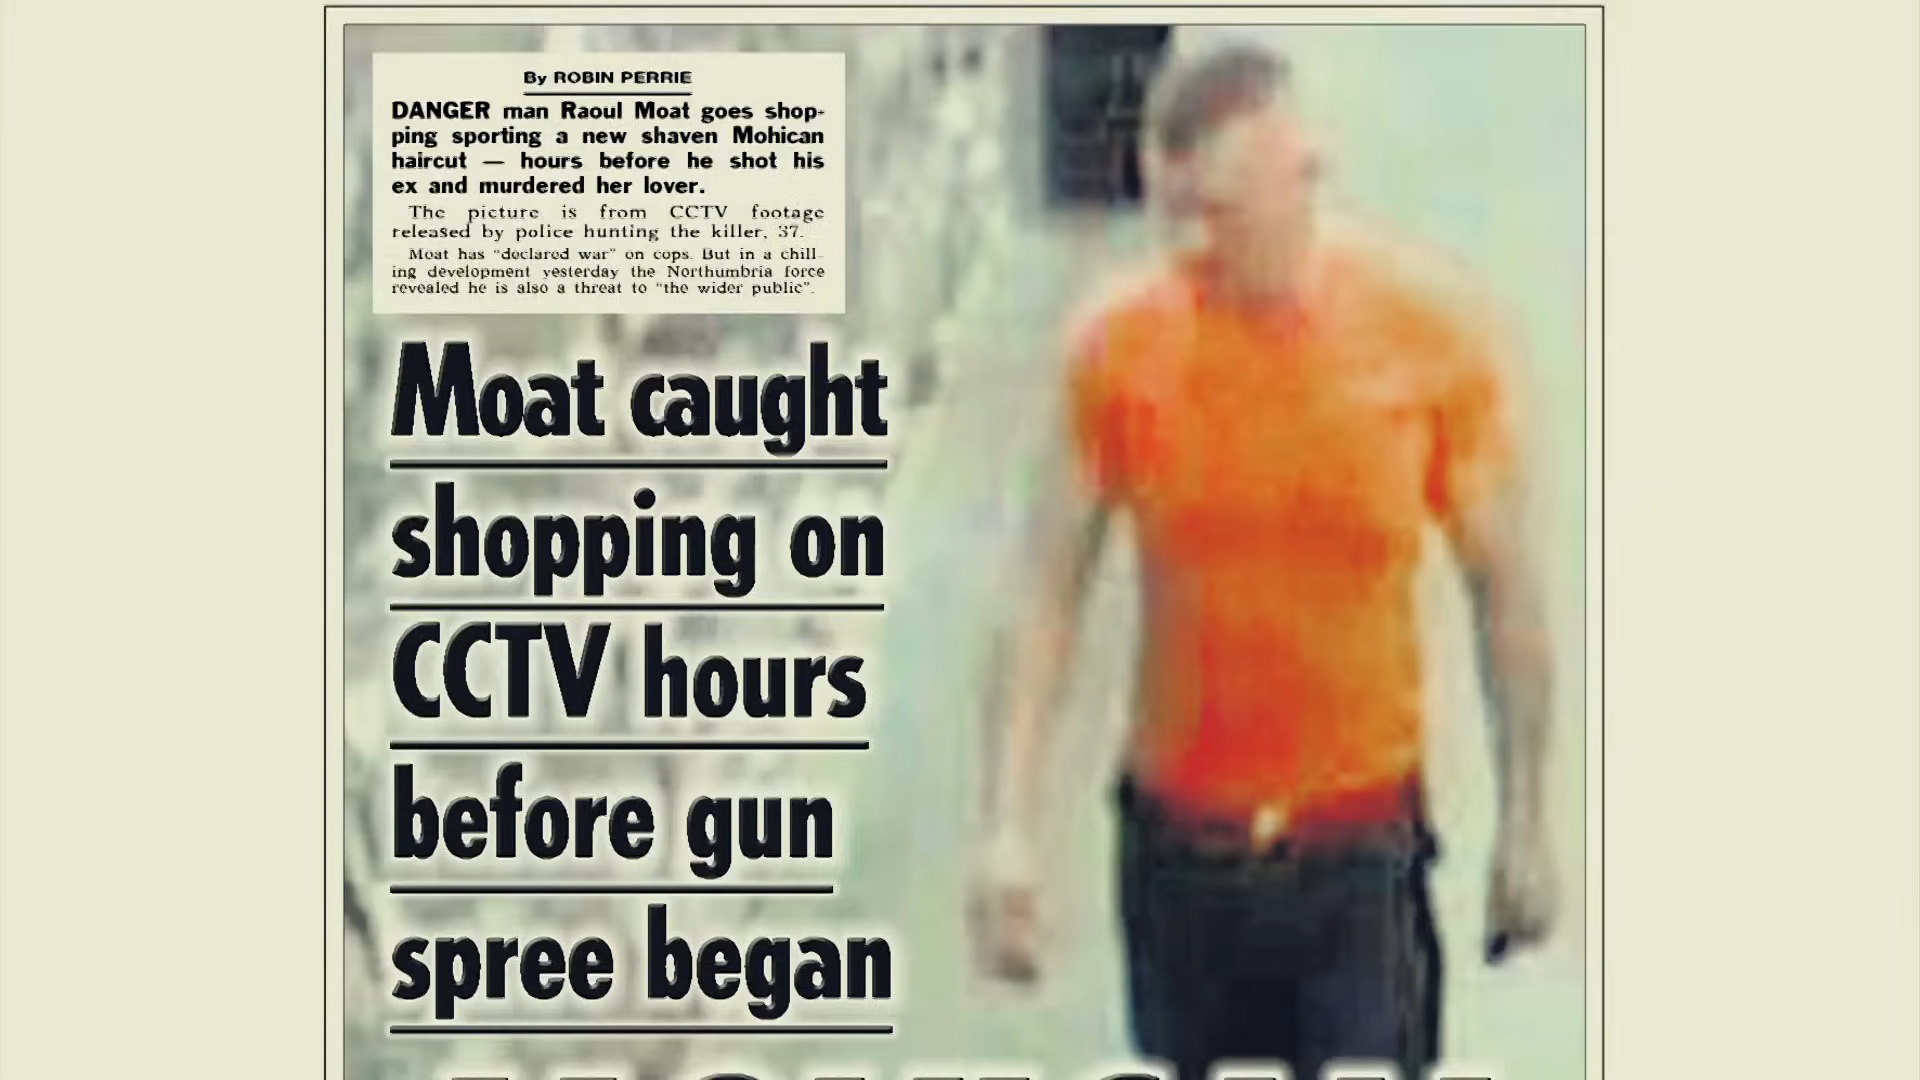 By ROBIN PERRIE
DANGER man Raoul Moat goes shop-
ping sporting a new shaven Mohican
haircut — hours before he shot his
ex and murdered her lover.
The picture is from CCTV footage
released by police hunting the killer, 37.
Moat has "declared war" on cops. But in a chill-
ing development yesterday the Northumbria force
revealed he is also a threat to "the wider public".
Moat caught
shopping on
CCTV hours
before gun
spree began